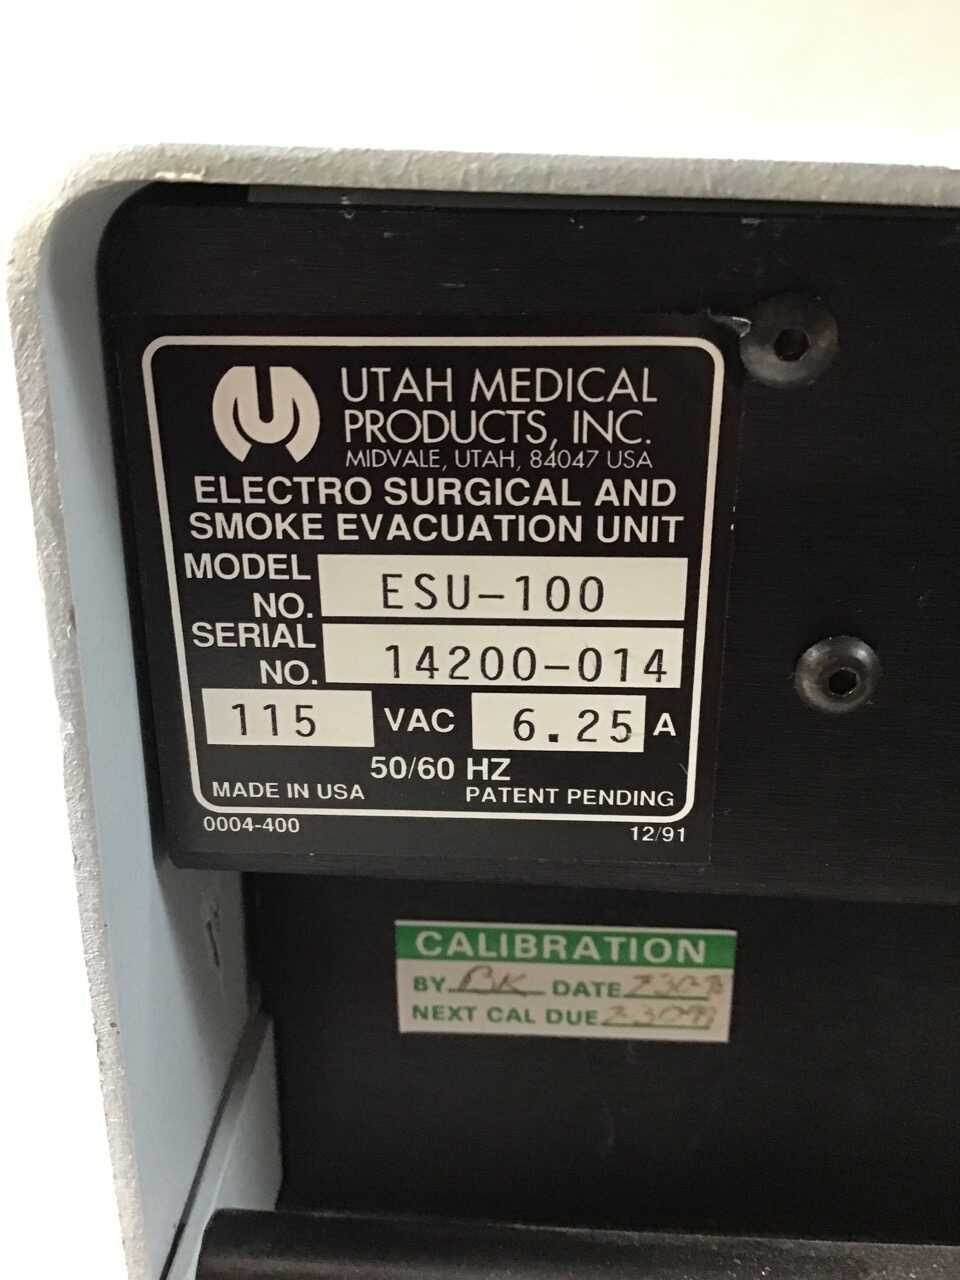 UTAH MEDICAL
PRODUCTS, INC.
MIDVALE, UTAH, 84047 USA
ELECTRO SURGICAL AND
SMOKE EVACUATION UNIT
MODEL NO. ESU-100
SERIAL NO. 14200-014
115 VAC 6.25 A
50/60 HZ
MADE IN USA PATENT PENDING
0004-400 12/91
CALIBRATION
BY BK DATE
NEXT CAL DUE